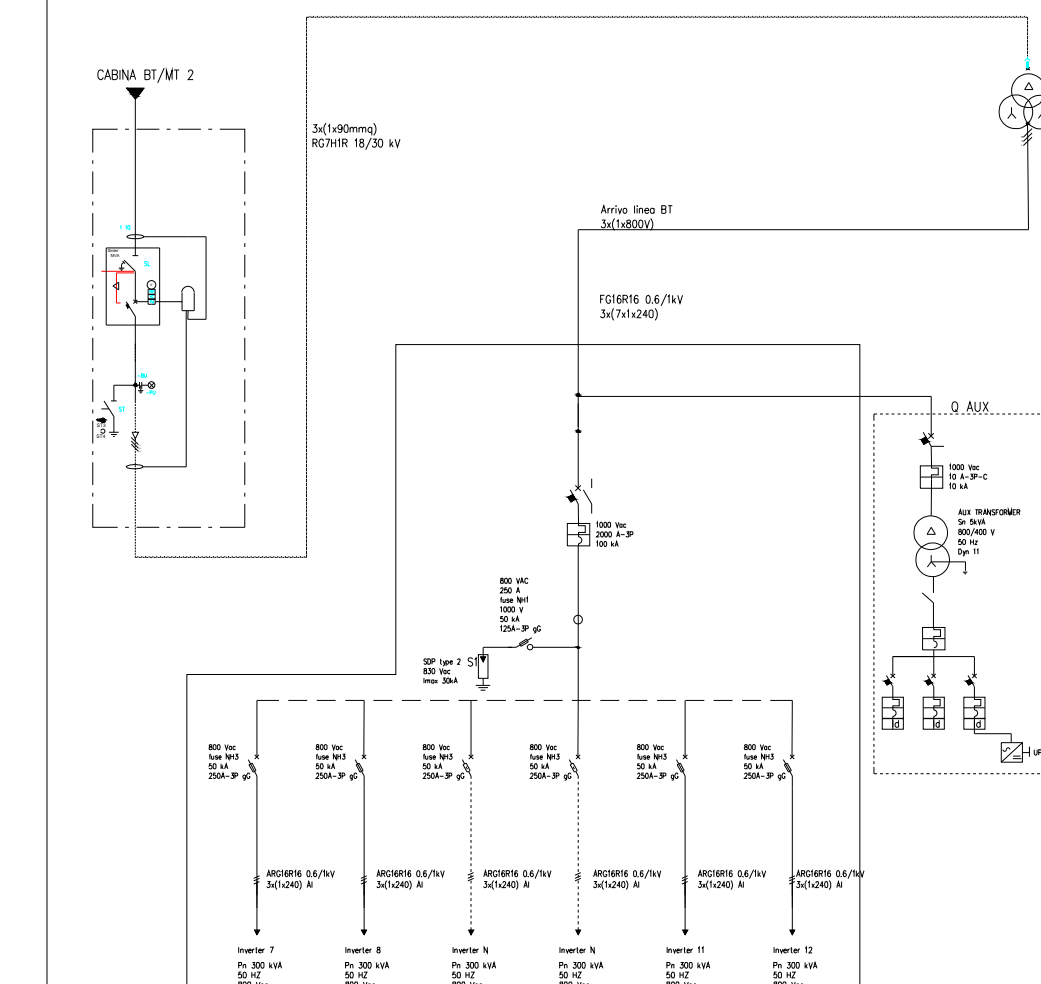 CABINA BT/MT 2
3x(1x90mmq)
RG7H1R 18/30 kV
Arrivo linea BT
3x(1x800V)
FG16R16 0.6/1kV
3x(7x1x240)
Q AUX
1000 Vac
10 A-3P-C
10 kA
AUX TRANSFORMER
Sn 5kVA
800/400 V
50 Hz
Dyn 11
1000 Vac
2000 A-3P
100 kA
800 VAC
250 A
fuse NH1
1000 V
50 kA
125A-3P gG
SDP type 2
830 Vac
Imax 30kA
S1
ST
d
d
d
800 Vac
fuse NH3
50 kA
250A-3P gG
800 Vac
fuse NH3
50 kA
250A-3P gG
800 Vac
fuse NH3
50 kA
250A-3P gG
800 Vac
fuse NH3
50 kA
250A-3P gG
800 Vac
fuse NH3
50 kA
250A-3P gG
800 Vac
fuse NH3
50 kA
250A-3P gG
ARG16R16 0.6/1kV
3x(1x240) Al
ARG16R16 0.6/1kV
3x(1x240) Al
ARG16R16 0.6/1kV
3x(1x240) Al
ARG16R16 0.6/1kV
3x(1x240) Al
ARG16R16 0.6/1kV
3x(1x240) Al
ARG16R16 0.6/1kV
3x(1x240) Al
Inverter 7
Pn 300 kVA
50 HZ
Inverter 8
Pn 300 kVA
50 HZ
Inverter N
Pn 300 kVA
50 HZ
Inverter N
Pn 300 kVA
50 HZ
Inverter 11
Pn 300 kVA
50 HZ
Inverter 12
Pn 300 kVA
50 HZ